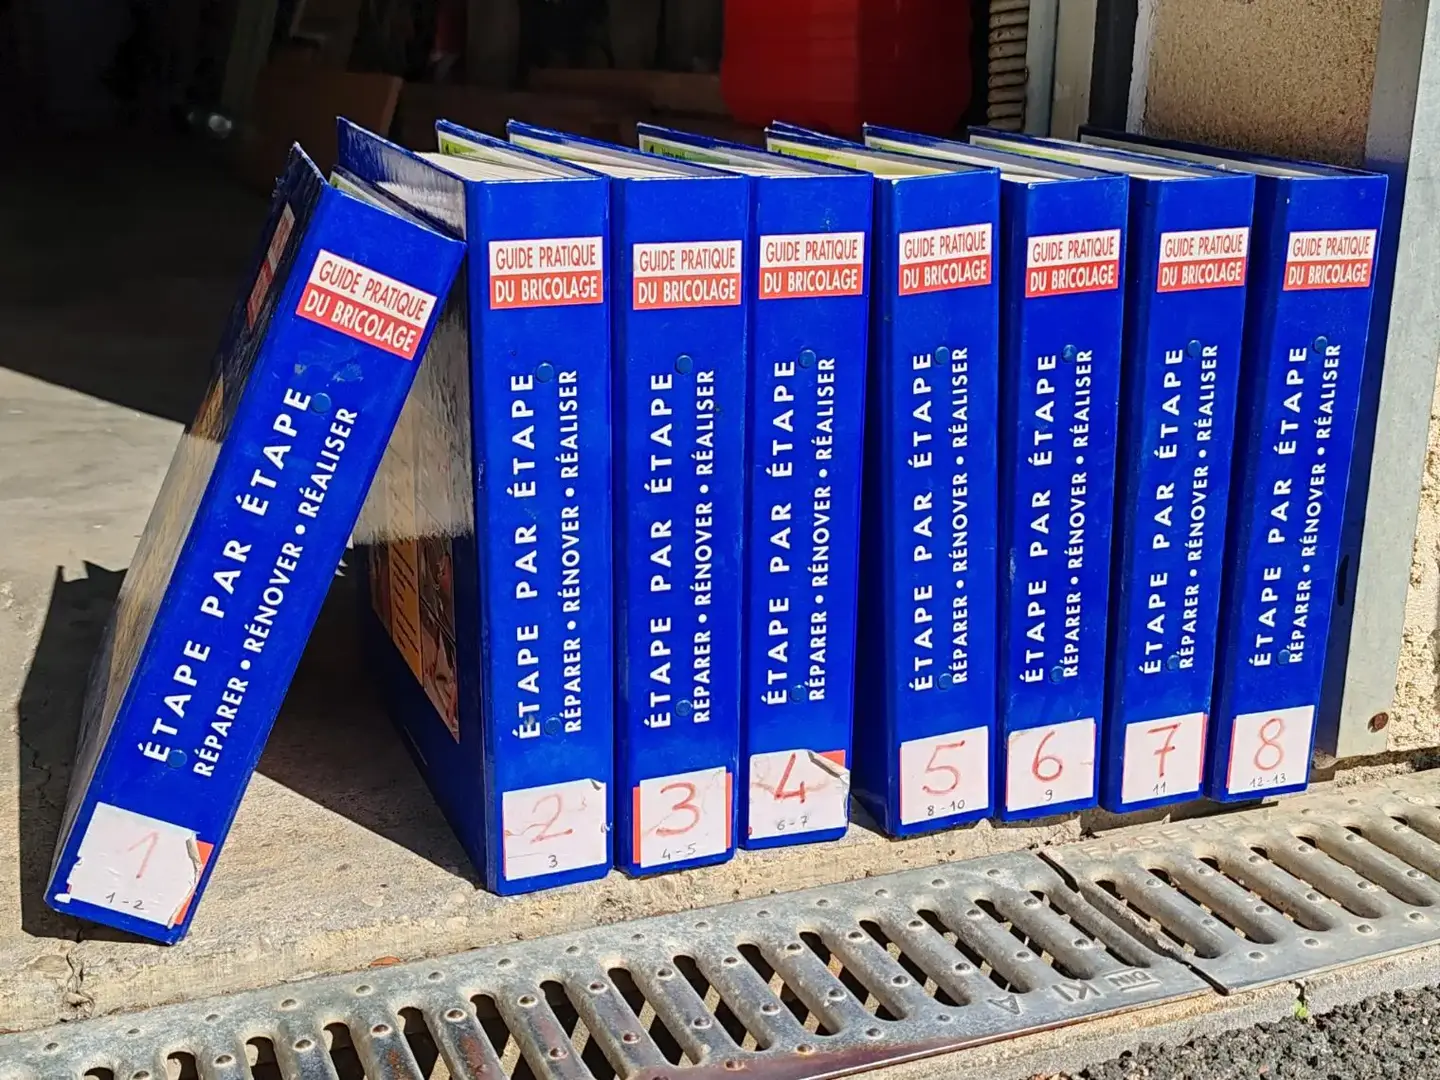 GUIDE PRATIQUE
DU BRICOLAGE
ÉTAPE PAR ÉTAPE
RÉPARER • RÉNOVER • RÉALISER
1
1-2
GUIDE PRATIQUE
DU BRICOLAGE
ÉTAPE PAR ÉTAPE
RÉPARER • RÉNOVER • RÉALISER
2
3
GUIDE PRATIQUE
DU BRICOLAGE
ÉTAPE PAR ÉTAPE
RÉPARER • RÉNOVER • RÉALISER
3
4-5
GUIDE PRATIQUE
DU BRICOLAGE
ÉTAPE PAR ÉTAPE
RÉPARER • RÉNOVER • RÉALISER
4
6-7
GUIDE PRATIQUE
DU BRICOLAGE
ÉTAPE PAR ÉTAPE
RÉPARER • RÉNOVER • RÉALISER
5
8-10
GUIDE PRATIQUE
DU BRICOLAGE
ÉTAPE PAR ÉTAPE
RÉPARER • RÉNOVER • RÉALISER
6
9
GUIDE PRATIQUE
DU BRICOLAGE
ÉTAPE PAR ÉTAPE
RÉPARER • RÉNOVER • RÉALISER
7
11
GUIDE PRATIQUE
DU BRICOLAGE
ÉTAPE PAR ÉTAPE
RÉPARER • RÉNOVER • RÉALISER
8
12-13